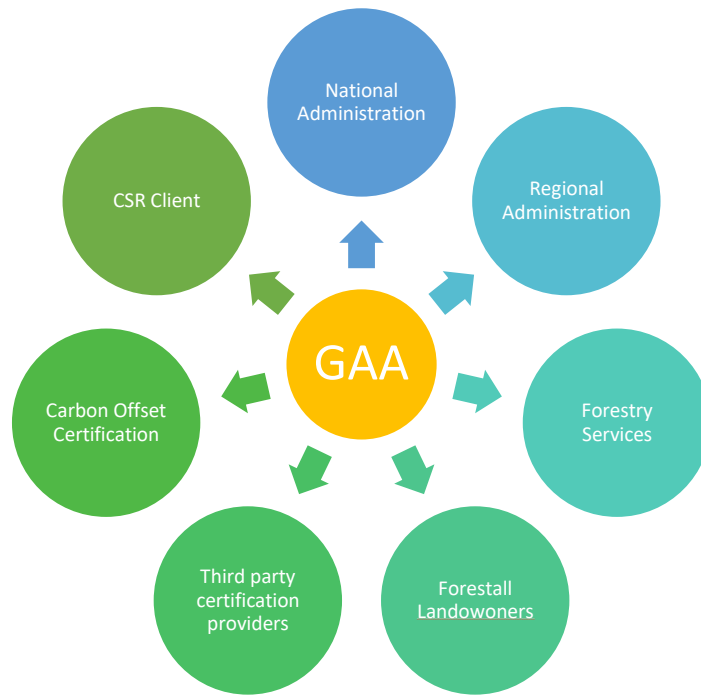 National
Administration
Regional
Administration
Forestry
Services
Forestall
Landowoners
Third party
certification
providers
Carbon Offset
Certification
CSR Client
GAA